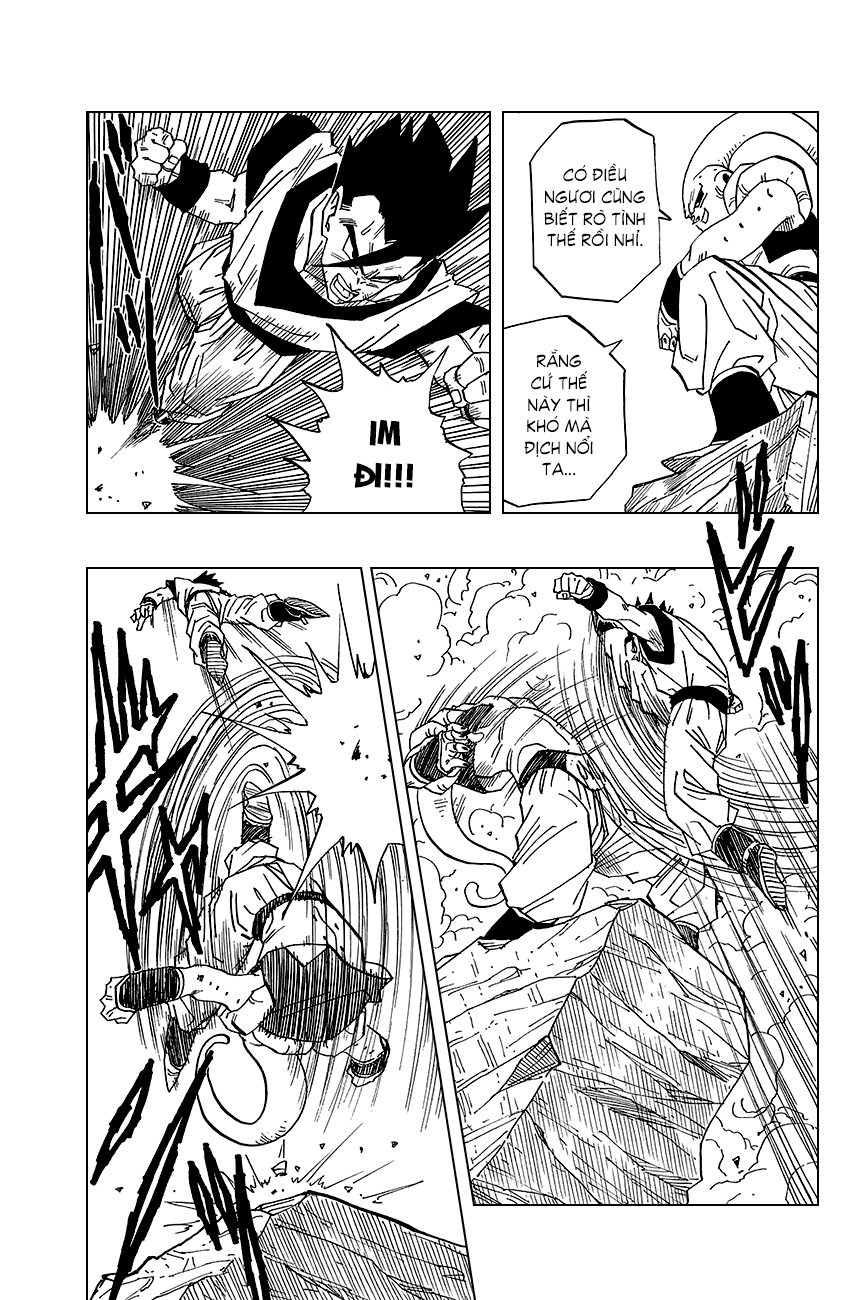 CÓ ĐIỀU
NGƯƠI CŨNG
BIẾT RÕ TÌNH
THẾ RỒI NHỈ.
RẰNG
CỨ THẾ
NÀY THÌ
KHÓ MÀ
ĐỊCH NỔI
TA...
IM
ĐI!!!